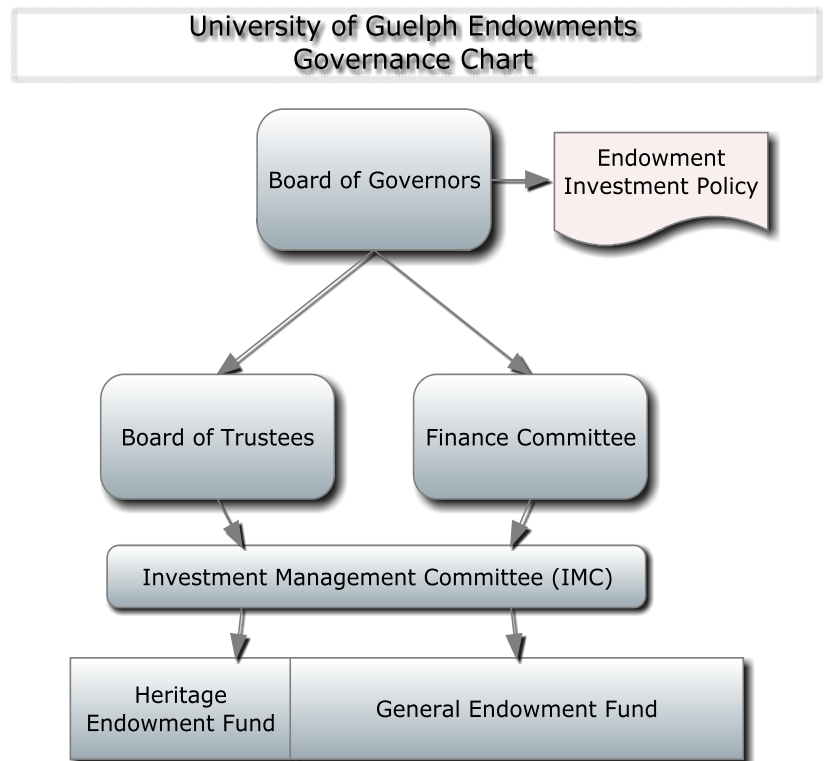 University of Guelph Endowments
Governance Chart
Board of Governors
Endowment
Investment Policy
Board of Trustees
Finance Committee
Investment Management Committee (IMC)
Heritage
Endowment Fund
General Endowment Fund